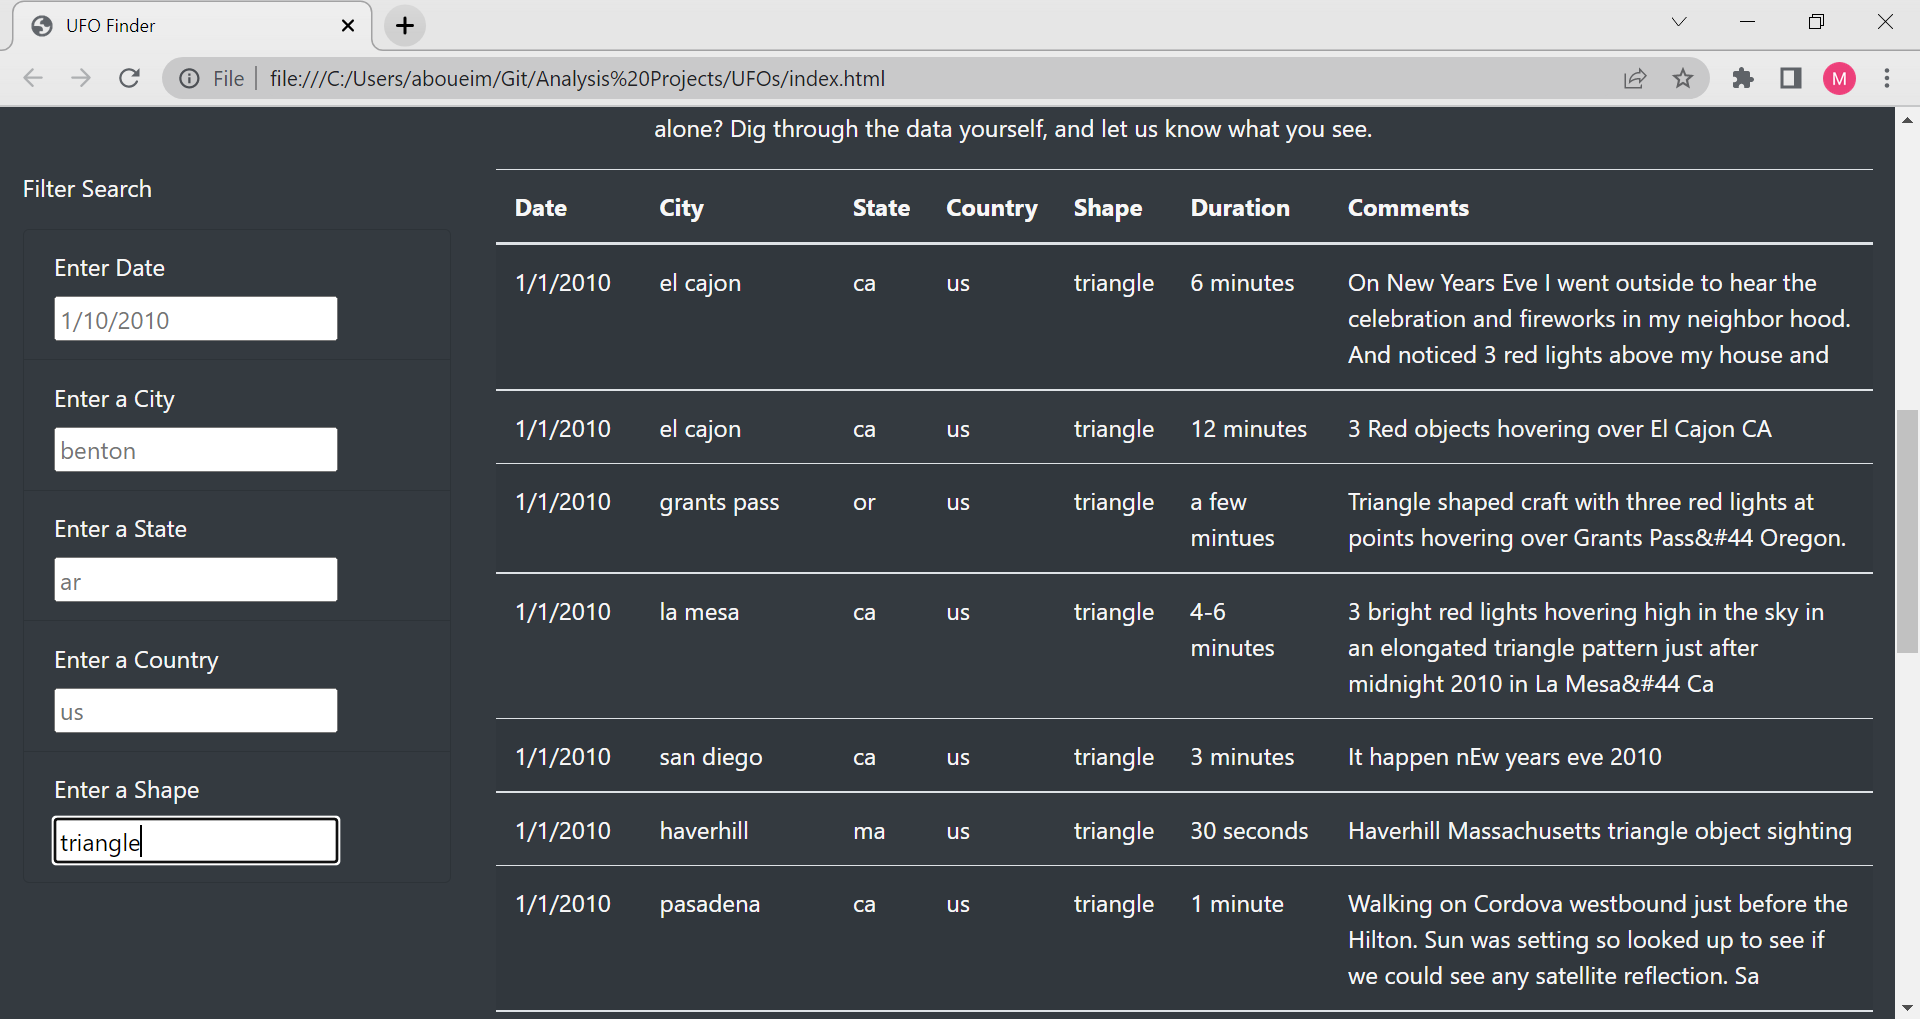 UFO Finder
File file:///C:/Users/aboueim/Git/Analysis%20Projects/UFOs/index.html
M
alone? Dig through the data yourself, and let us know what you see.
Filter Search
Enter Date
1/10/2010
Enter a City
benton
Enter a State
ar
Enter a Country
us
Enter a Shape
triangle
Date City State Country Shape Duration Comments
1/1/2010 el cajon ca us triangle 6 minutes On New Years Eve I went outside to hear the
celebration and fireworks in my neighbor hood.
And noticed 3 red lights above my house and
1/1/2010 el cajon ca us triangle 12 minutes 3 Red objects hovering over El Cajon CA
1/1/2010 grants pass or us triangle a few Triangle shaped craft with three red lights at
mintues points hovering over Grants Pass&#44 Oregon.
1/1/2010 la mesa ca us triangle 4-6 3 bright red lights hovering high in the sky in
minutes an elongated triangle pattern just after
midnight 2010 in La Mesa&#44 Ca
1/1/2010 san diego ca us triangle 3 minutes It happen nEw years eve 2010
1/1/2010 haverhill ma us triangle 30 seconds Haverhill Massachusetts triangle object sighting
1/1/2010 pasadena ca us triangle 1 minute Walking on Cordova westbound just before the
Hilton. Sun was setting so looked up to see if
we could see any satellite reflection. Sa